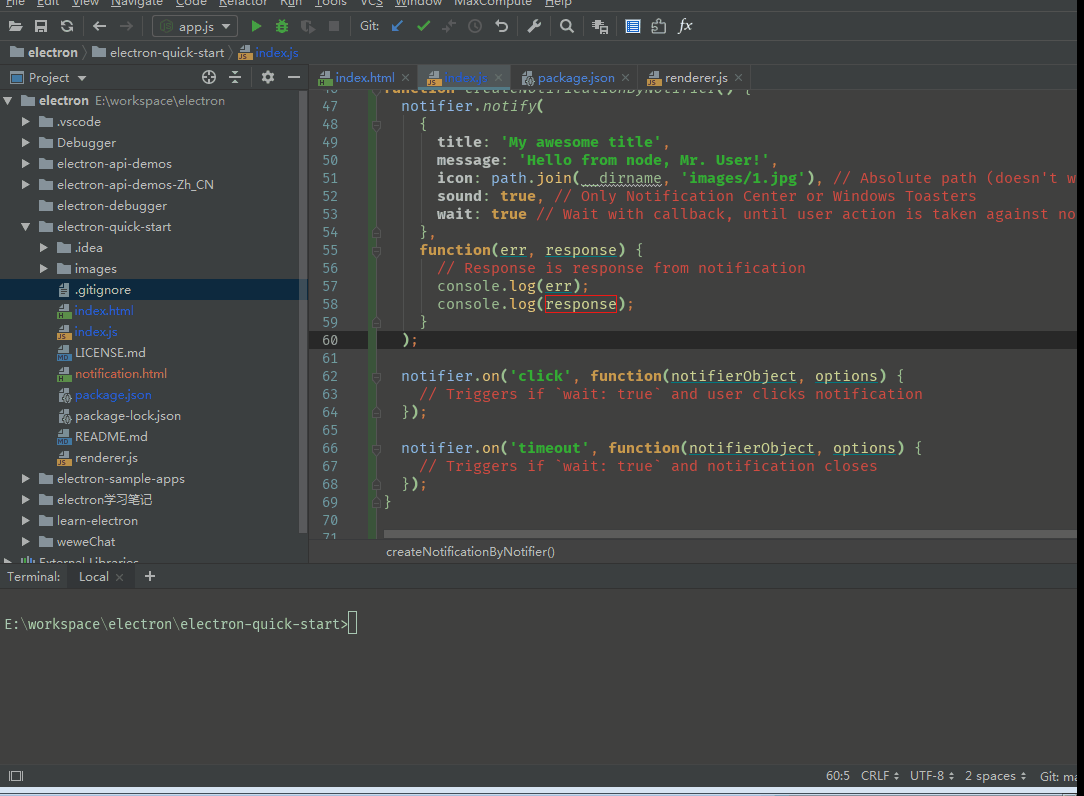 File Edit View Navigate Code Refactor Run Tools VCS Window MaxCompute Help
app.js Git:
electron electron-quick-start index.js
Project
index.html index.js package.json renderer.js
electron E:\workspace\electron
.vscode
Debugger
electron-api-demos
electron-api-demos-Zh_CN
electron-debugger
electron-quick-start
.idea
images
.gitignore
index.html
index.js
LICENSE.md
notification.html
package.json
package-lock.json
README.md
renderer.js
electron-sample-apps
electron学习笔记
learn-electron
weweChat
External Libraries
46 function createNotificationByNotifier() {
47 notifier.notify(
48 {
49 title: 'My awesome title',
50 message: 'Hello from node, Mr. User!',
51 icon: path.join(__dirname, 'images/1.jpg'), // Absolute path (doesn't w
52 sound: true, // Only Notification Center or Windows Toasters
53 wait: true // Wait with callback, until user action is taken against no
54 },
55 function(err, response) {
56 // Response is response from notification
57 console.log(err);
58 console.log(response);
59 }
60 );
61
62 notifier.on('click', function(notifierObject, options) {
63 // Triggers if `wait: true` and user clicks notification
64 });
65
66 notifier.on('timeout', function(notifierObject, options) {
67 // Triggers if `wait: true` and notification closes
68 });
69 }
70
71
createNotificationByNotifier()
Terminal: Local
E:\workspace\electron\electron-quick-start>
60:5 CRLF UTF-8 2 spaces Git: ma